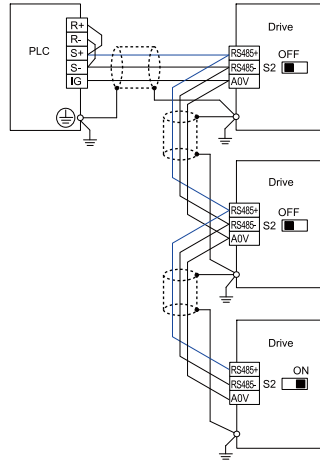 PLC
R+
R-
S+
S-
IG
Drive
RS485+
RS485-
A0V
OFF
S2
Drive
RS485+
RS485-
A0V
OFF
S2
Drive
RS485+
RS485-
A0V
ON
S2